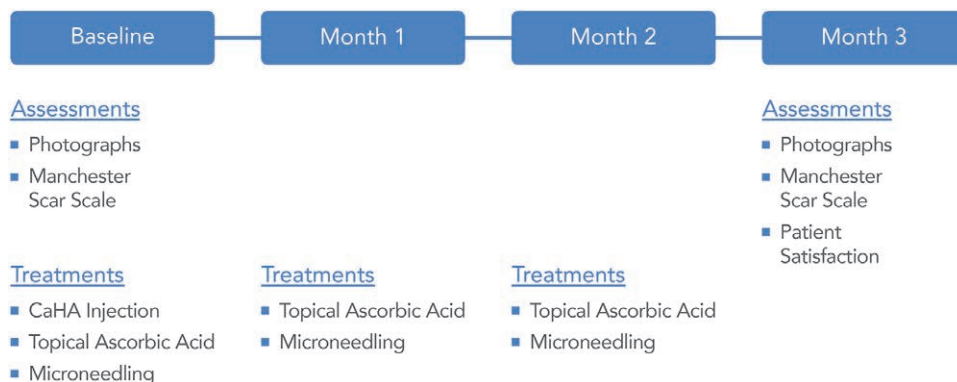 Baseline
Month 1
Month 2
Month 3
Assessments
Photographs
Manchester
Scar Scale
Treatments
CaHA Injection
Topical Ascorbic Acid
Microneedling
Treatments
Topical Ascorbic Acid
Microneedling
Treatments
Topical Ascorbic Acid
Microneedling
Assessments
Photographs
Manchester
Scar Scale
Patient
Satisfaction